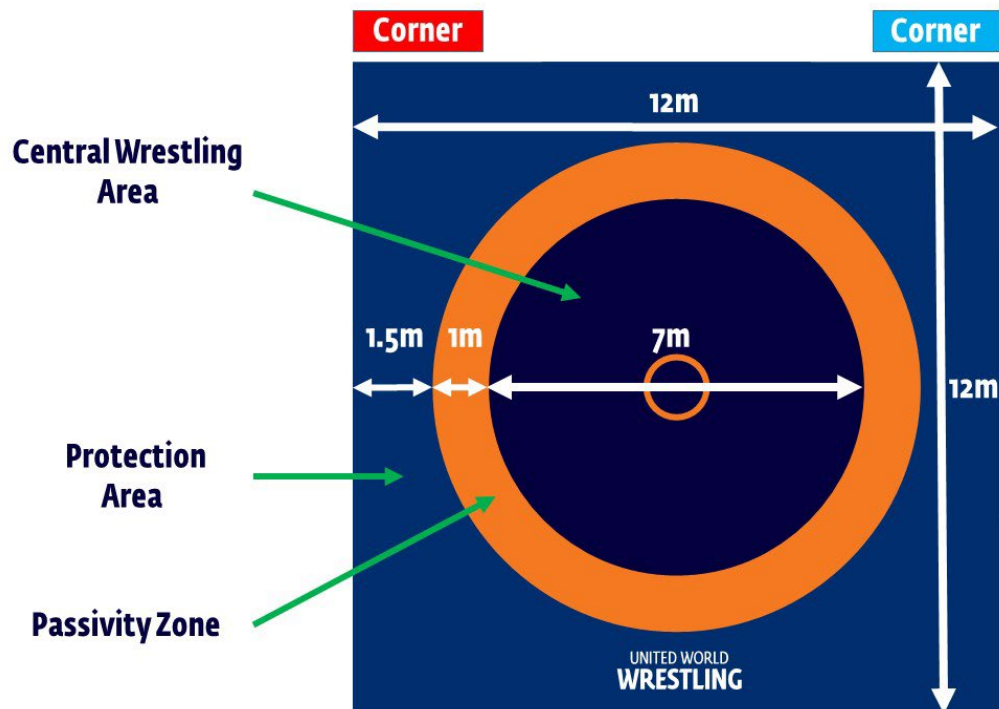 Corner
Corner
12m
Central Wrestling
Area
1.5m
1m
7m
12m
Protection
Area
Passivity Zone
UNITED WORLD
WRESTLING